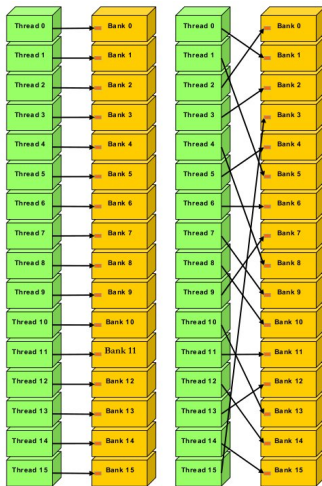 Thread 0 Bank 0 Thread 0 Bank 0
Thread 1 Bank 1 Thread 1 Bank 1
Thread 2 Bank 2 Thread 2 Bank 2
Thread 3 Bank 3 Thread 3 Bank 3
Thread 4 Bank 4 Thread 4 Bank 4
Thread 5 Bank 5 Thread 5 Bank 5
Thread 6 Bank 6 Thread 6 Bank 6
Thread 7 Bank 7 Thread 7 Bank 7
Thread 8 Bank 8 Thread 8 Bank 8
Thread 9 Bank 9 Thread 9 Bank 9
Thread 10 Bank 10 Thread 10 Bank 10
Thread 11 Bank 11 Thread 11 Bank 11
Thread 12 Bank 12 Thread 12 Bank 12
Thread 13 Bank 13 Thread 13 Bank 13
Thread 14 Bank 14 Thread 14 Bank 14
Thread 15 Bank 15 Thread 15 Bank 15